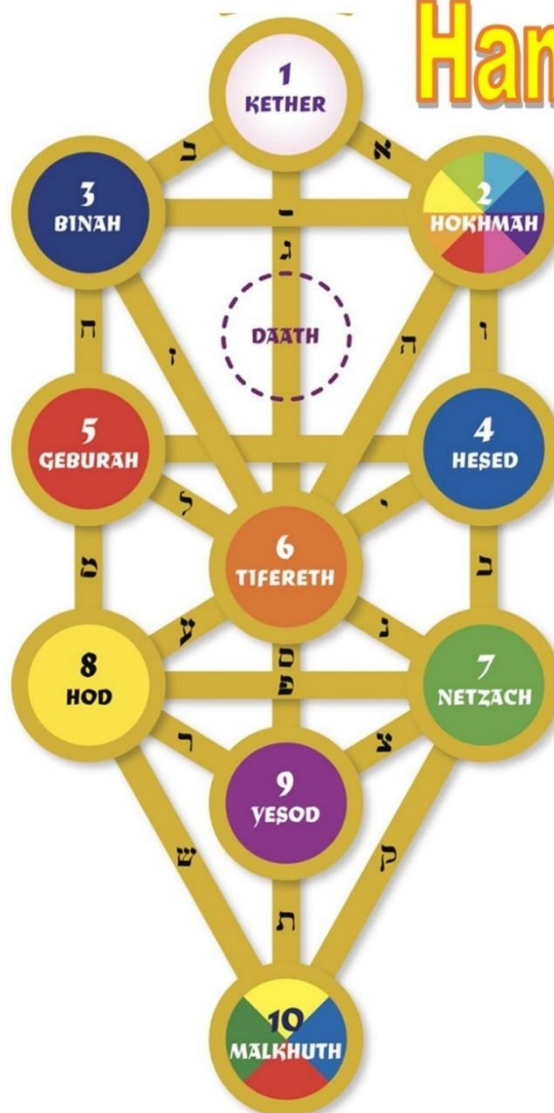 Han
1
KETHER
א
3
BINAH
2
HOKHMAH
ג
DAATH
ח
ז
ה
ו
5
GEBURAH
4
HESED
ל
י
6
TIFERETH
8
HOD
7
NETZACH
ר
צ
9
YESOD
ש
ק
ת
10
MALKHUTH